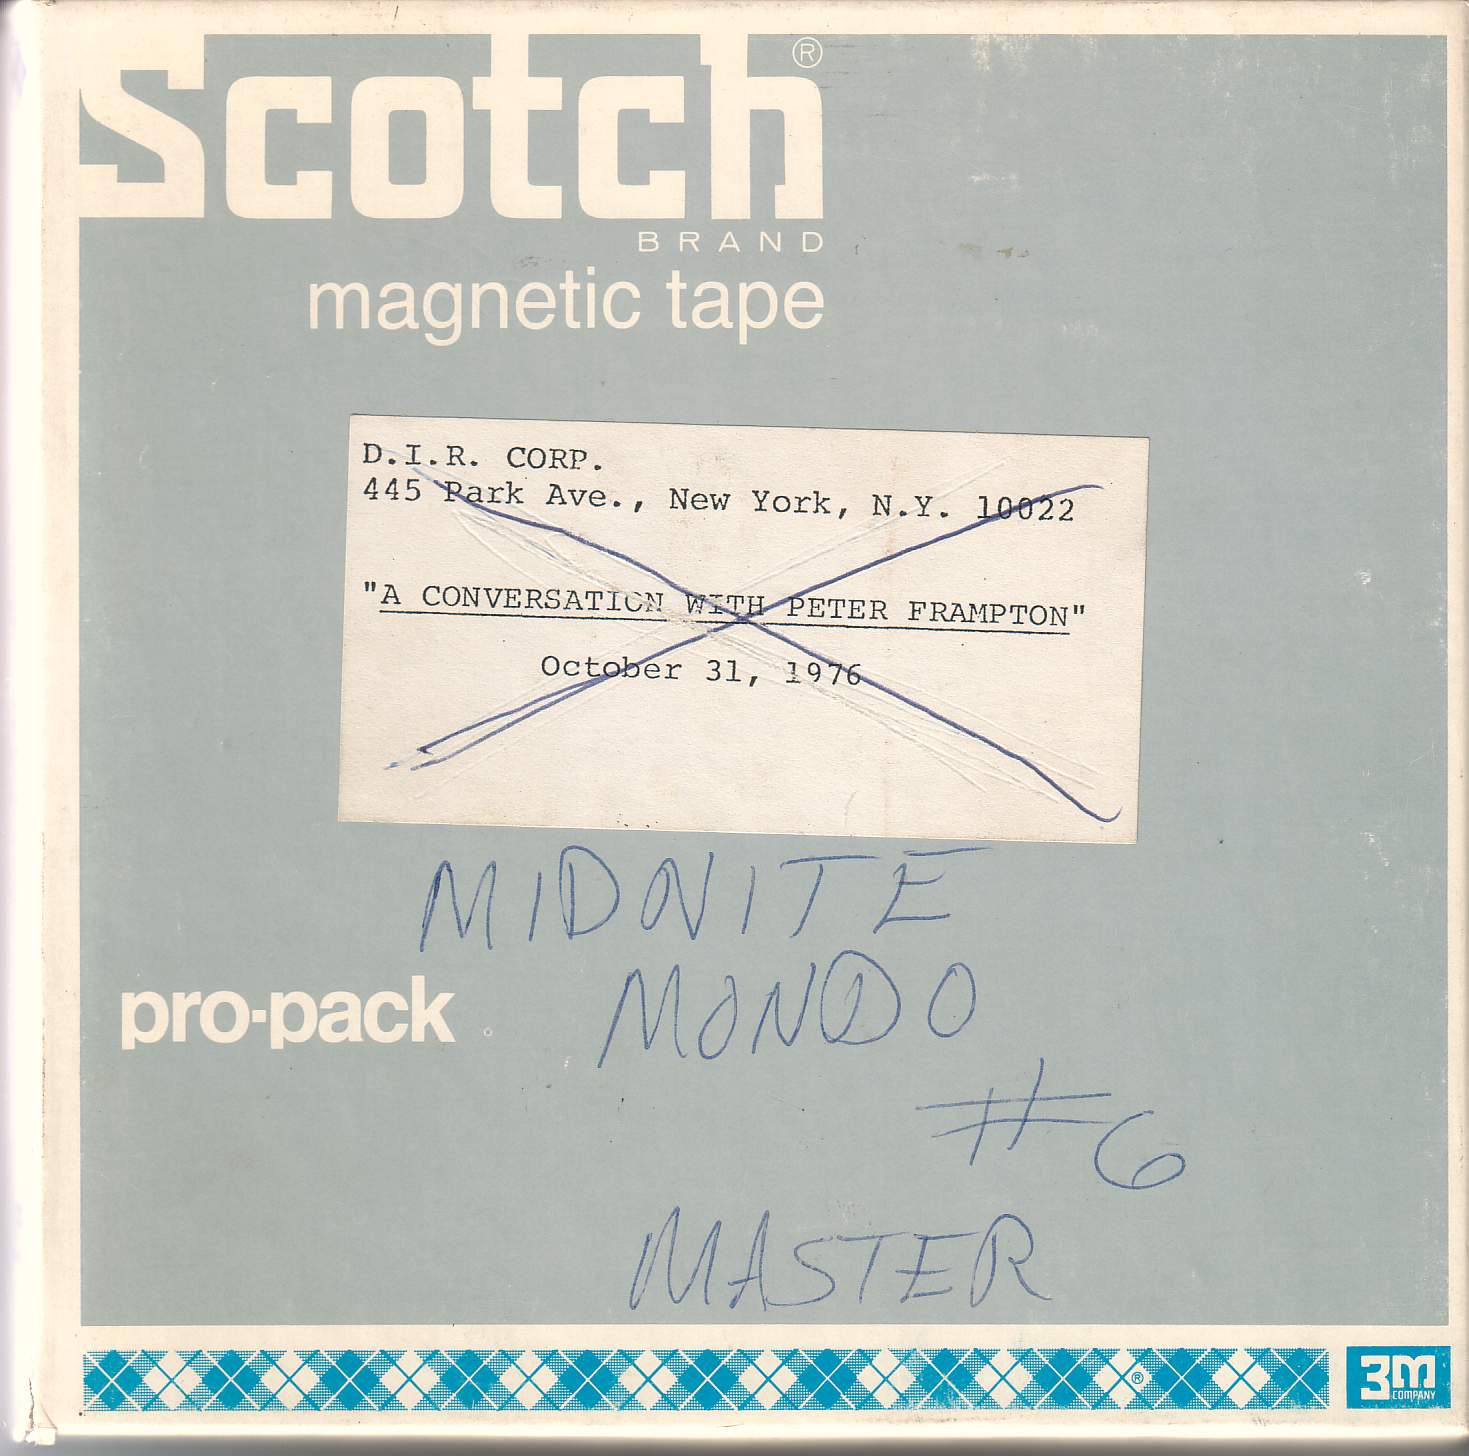 Scotch®
BRAND
magnetic tape
D.I.R. CORP.
445 Park Ave., New York, N.Y. 10022
"A CONVERSATION WITH PETER FRAMPTON"
October 31, 1976
MIDNITE
MONDO
pro-pack
#6
MASTER
®
3M
COMPANY